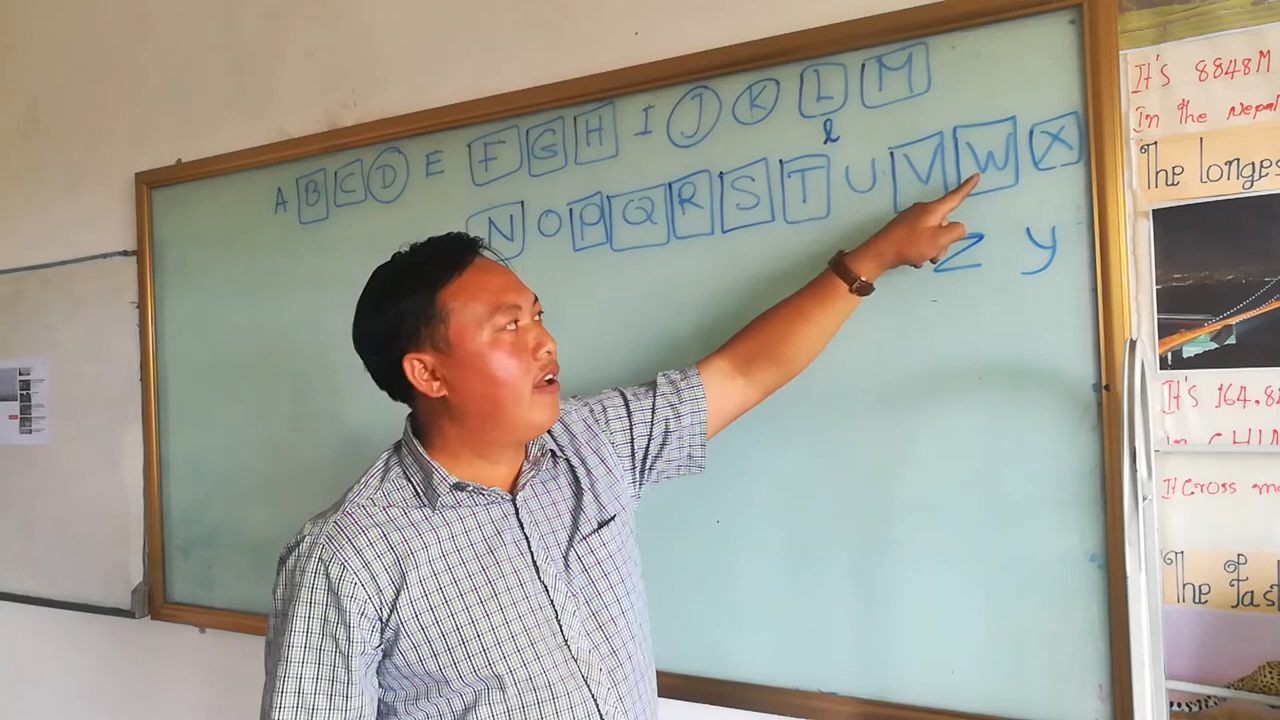 A B C D E F G H I J K L M
l
N O P Q R S T U V W X
Z y
It's 8848M
In the Nepal
The longes
It's 164.8
in CHIN
It Cross
The Fas